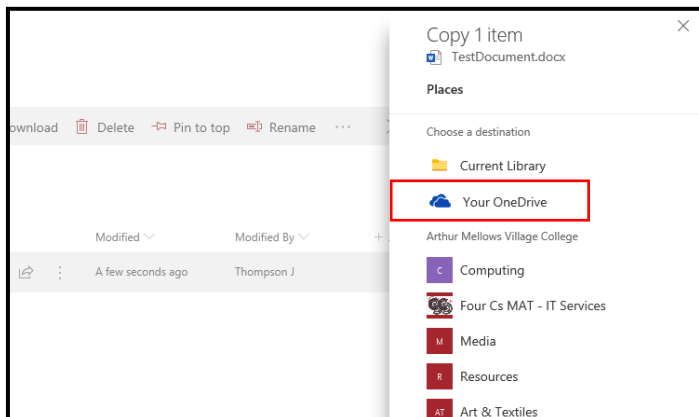 Copy 1 item
TestDocument.docx
Places
Delete Pin to top Rename ...
Choose a destination
Current Library
Your OneDrive
Modified Modified By
Arthur Mellows Village College
A few seconds ago Thompson J
C Computing
Four Cs MAT - IT Services
M Media
R Resources
AT Art & Textiles